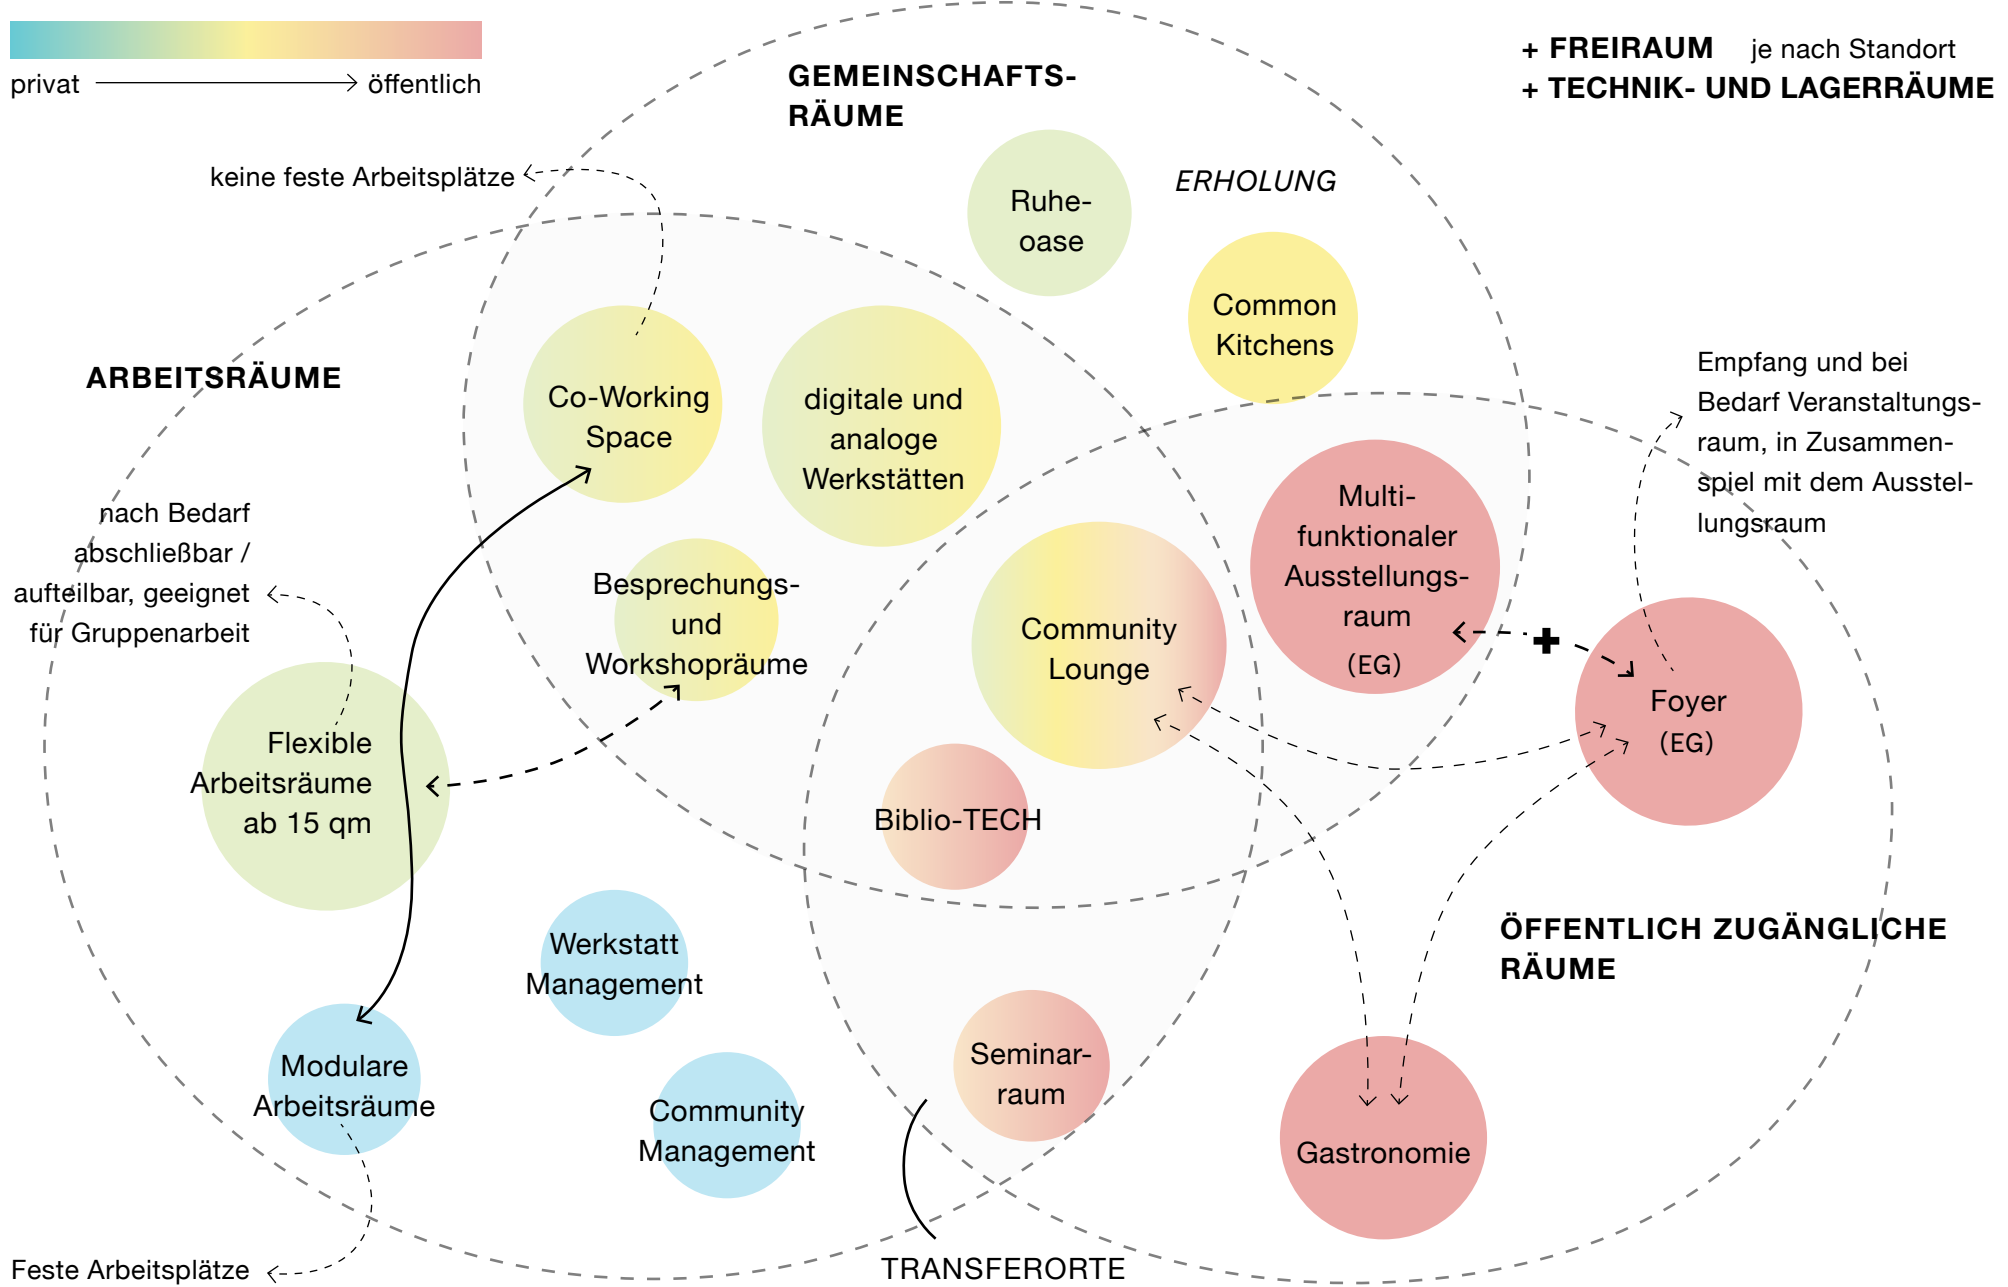 privat
öffentlich
GEMEINSCHAFTS-
RÄUME
+ FREIRAUM je nach Standort
+ TECHNIK- UND LAGERRÄUME
keine feste Arbeitsplätze
Ruhe-
oase
ERHOLUNG
Common
Kitchens
ARBEITSRÄUME
Co-Working
Space
digitale und
analoge
Werkstätten
Empfang und bei
Bedarf Veranstaltungs-
raum, in Zusammen-
spiel mit dem Ausstel-
lungsraum
nach Bedarf
abschließbar /
aufteilbar, geeignet
für Gruppenarbeit
Multi-
funktionaler
Ausstellungs-
raum
(EG)
Besprechungs-
und
Workshopräume
Community
Lounge
Foyer
(EG)
Flexible
Arbeitsräume
ab 15 qm
Biblio-TECH
Werkstatt
Management
ÖFFENTLICH ZUGÄNGLICHE
RÄUME
Modulare
Arbeitsräume
Seminar-
raum
Community
Management
Gastronomie
Feste Arbeitsplätze
TRANSFERORTE